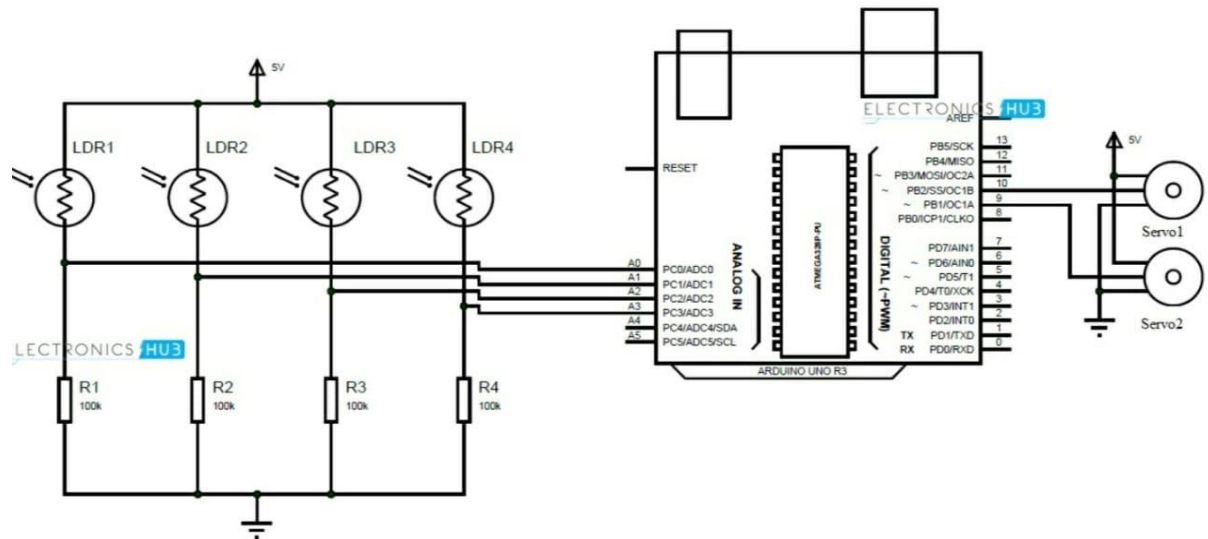 5V
LDR1
LDR2
LDR3
LDR4
LECTRONICS HUB
R1
100k
R2
100k
R3
100k
R4
100k
ELECTRONICS HUB
AREF
RESET
PB5/SCK 13
PB4/MISO 12
~ PB3/MOSI/OC2A 11
~ PB2/SS/OC1B 10
~ PB1/OC1A 9
PB0/ICP1/CLKO 8
PD7/AIN1 7
~ PD6/AIN0 6
~ PD5/T1 5
PD4/T0/XCK 4
~ PD3/INT1 3
PD2/INT0 2
TX PD1/TXD 1
RX PD0/RXD 0
A0 PC0/ADC0
A1 PC1/ADC1
A2 PC2/ADC2
A3 PC3/ADC3
A4 PC4/ADC4/SDA
A5 PC5/ADC5/SCL
ANALOG IN
ATMEGA328P-PU
DIGITAL (~PWM)
ARDUINO UNO R3
5V
Servo1
Servo2